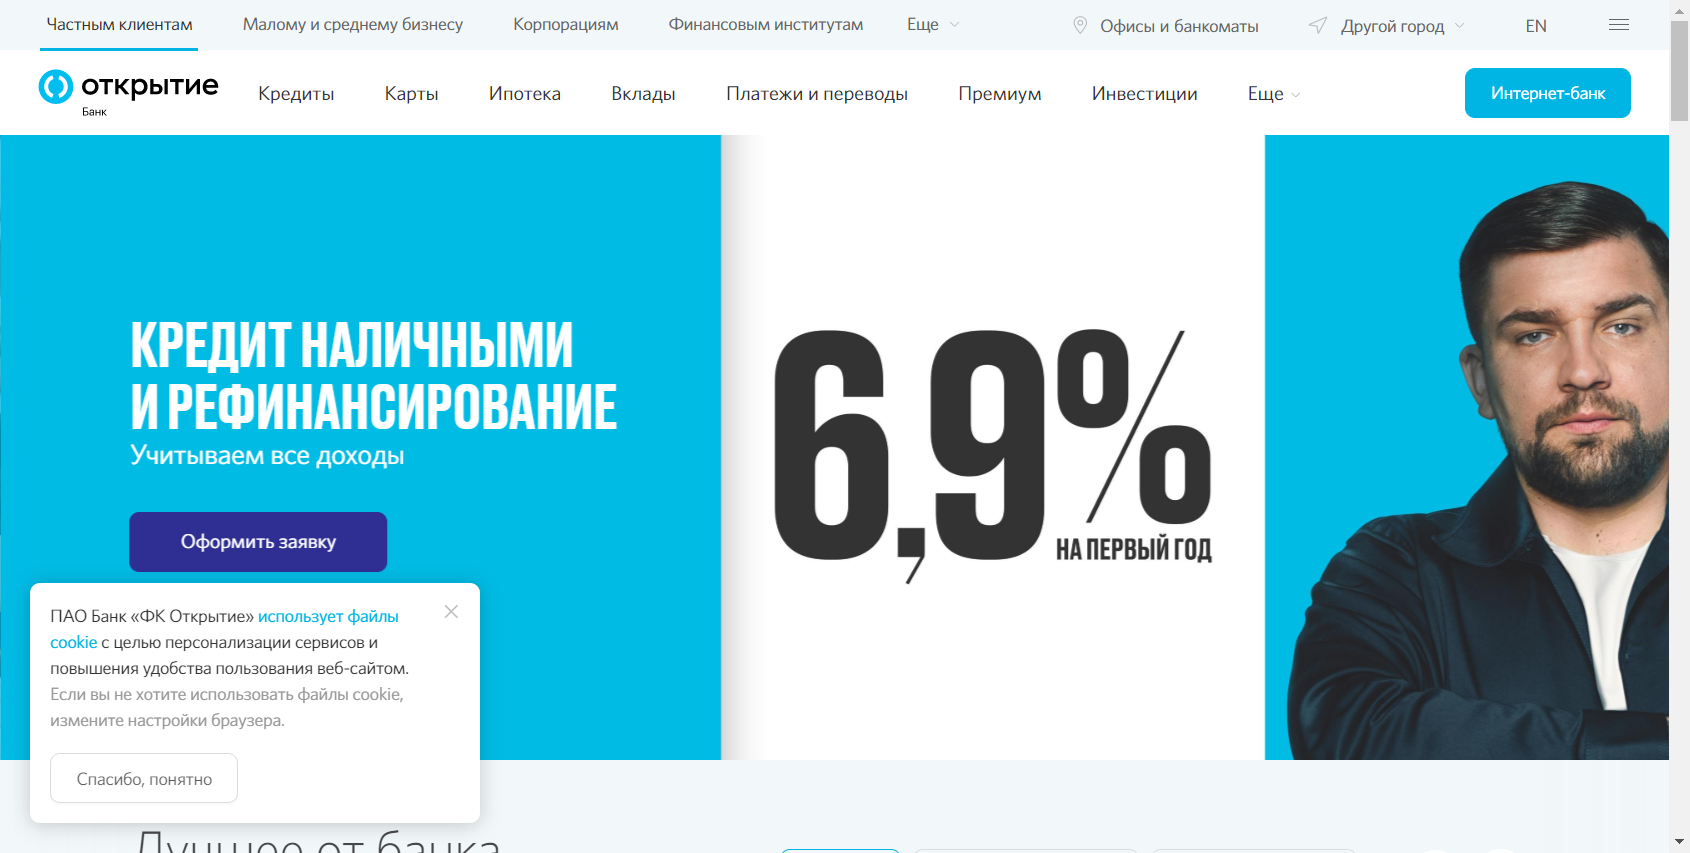 Частным клиентам
Малому и среднему бизнесу
Корпорациям
Финансовым институтам
Еще
Офисы и банкоматы
Другой город
EN
открытие
Банк
Кредиты
Карты
Ипотека
Вклады
Платежи и переводы
Премиум
Инвестиции
Еще
Интернет-банк
КРЕДИТ НАЛИЧНЫМИ
И РЕФИНАНСИРОВАНИЕ
Учитываем все доходы
Оформить заявку
6,9%
НА ПЕРВЫЙ ГОД
ПАО Банк «ФК Открытие» использует файлы
cookie с целью персонализации сервисов и
повышения удобства пользования веб-сайтом.
Если вы не хотите использовать файлы cookie,
измените настройки браузера.
Спасибо, понятно
Лучшее от банка